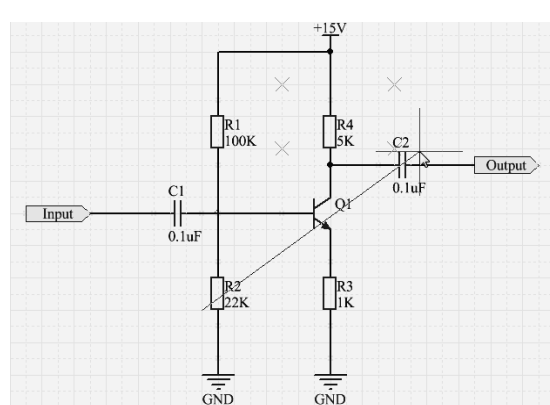 +15V
R1
100K
R4
5K
C2
0.1uF
Output
C1
0.1uF
Input
Q1
R2
22K
R3
1K
GND
GND